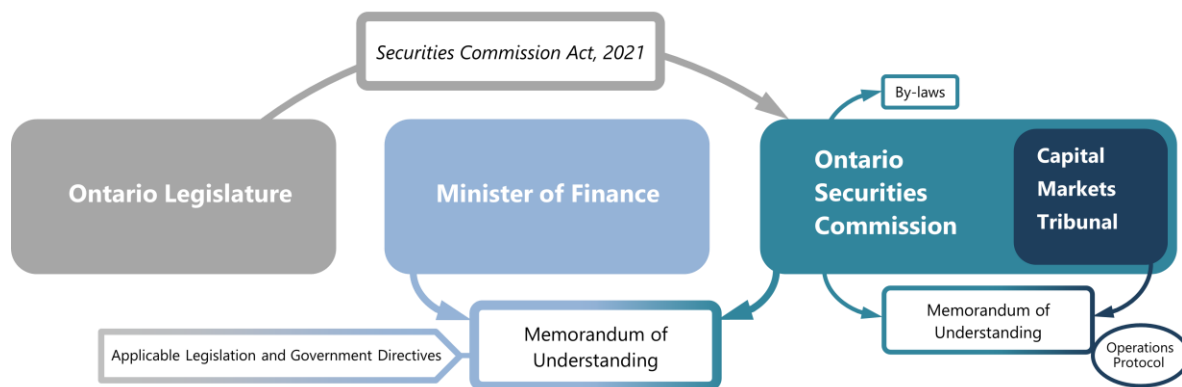 Securities Commission Act, 2021
By-laws
Ontario Legislature
Minister of Finance
Ontario
Securities
Commission
Capital
Markets
Tribunal
Applicable Legislation and Government Directives
Memorandum of
Understanding
Memorandum of
Understanding
Operations
Protocol